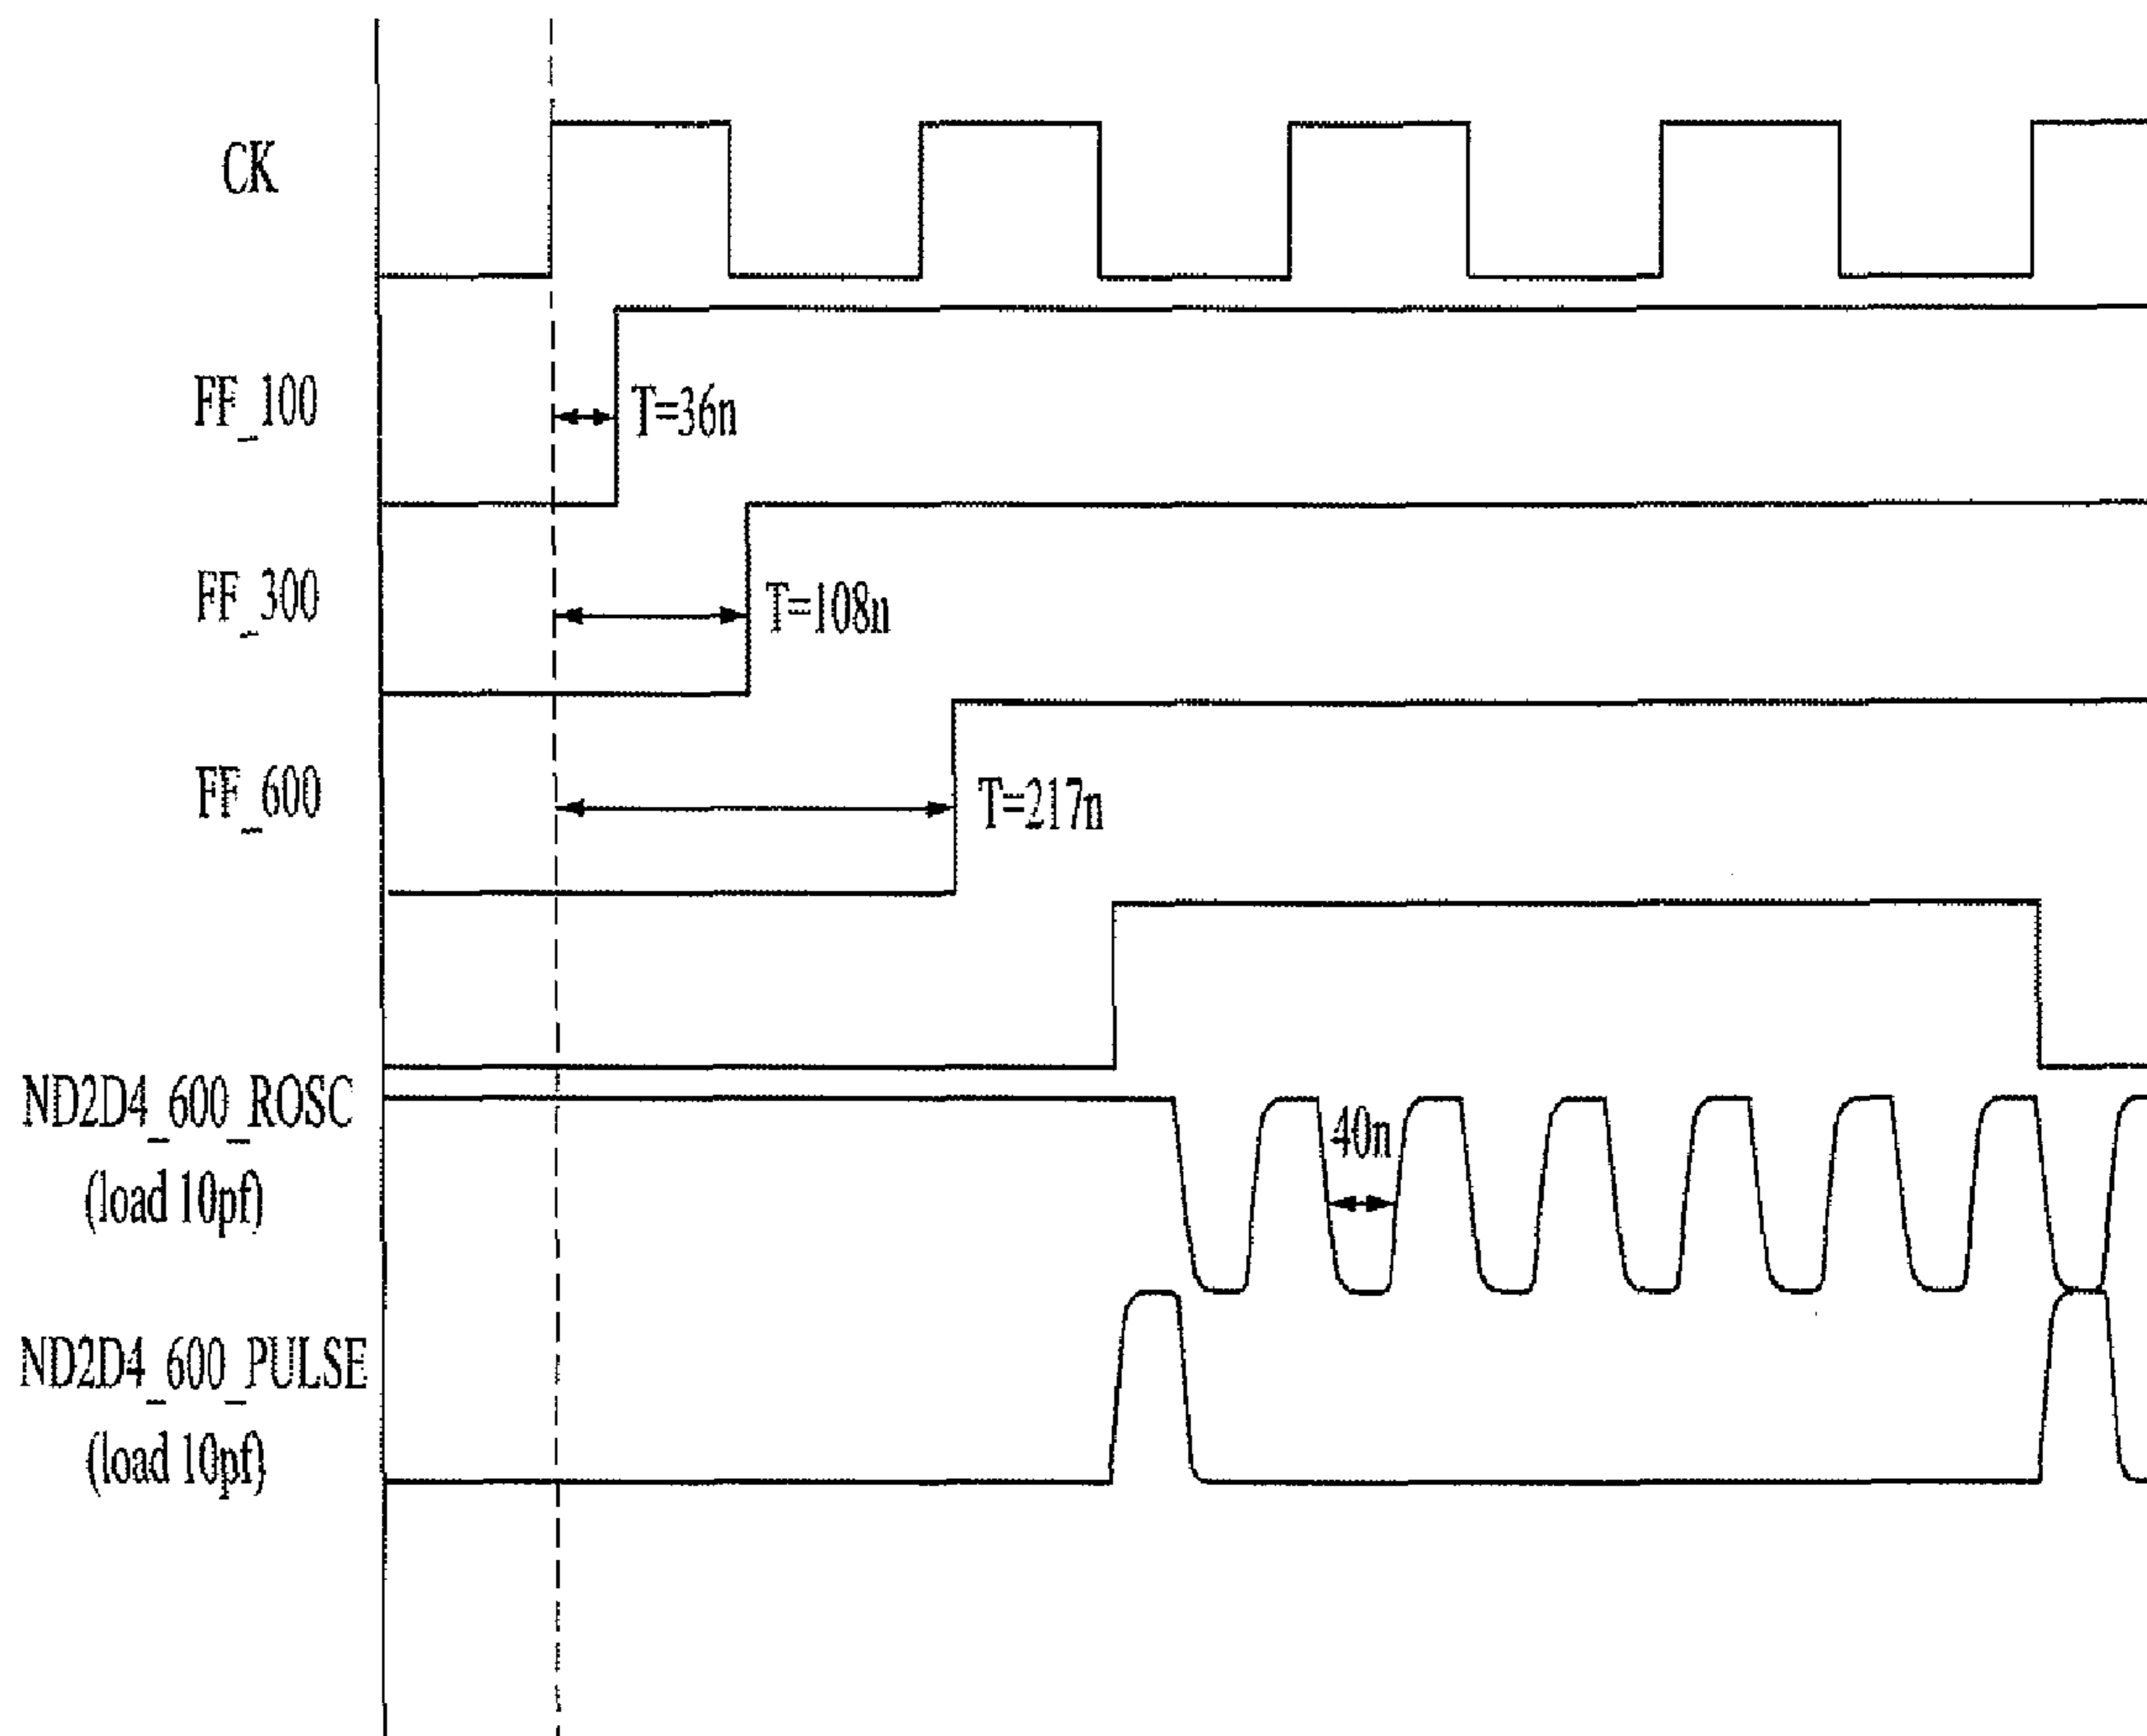 CK
FF_100
T=36n
FF_300
T=108n
FF_600
T=217n
ND2D4_600_ROSC
(load 10pf)
40n
ND2D4_600_PULSE
(load 10pf)